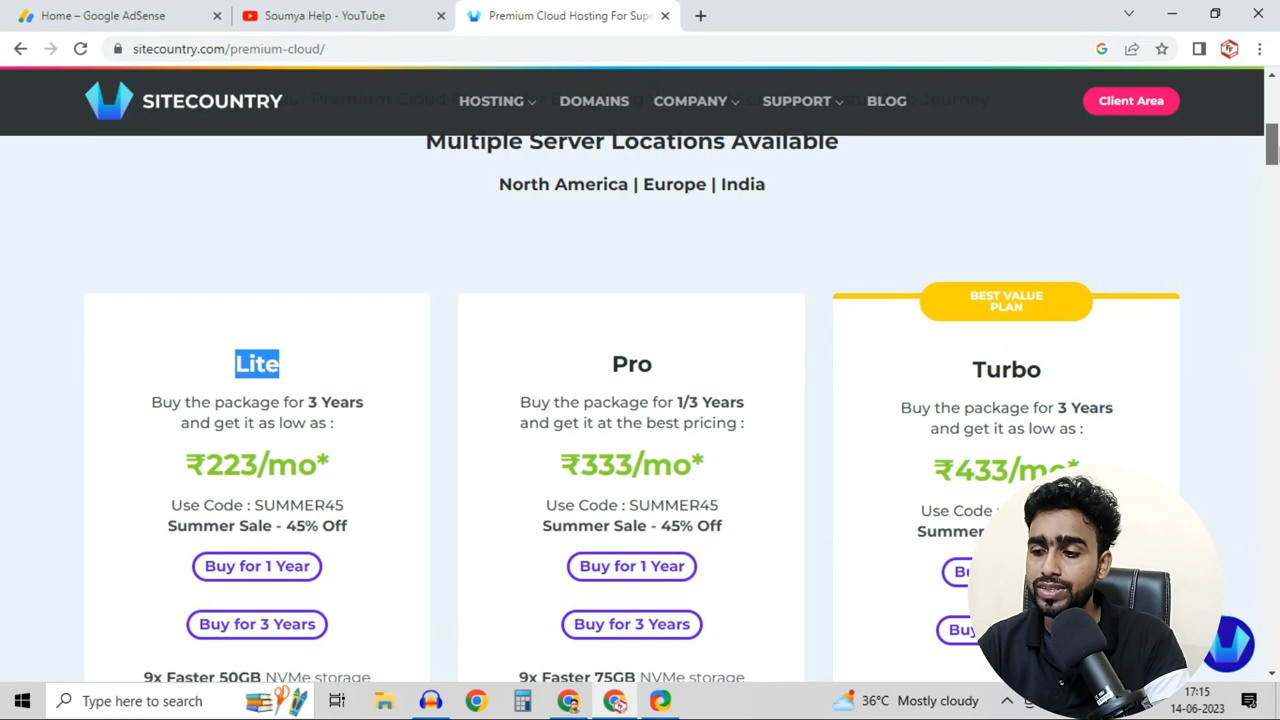 Home – Google AdSense
Soumya Help - YouTube
Premium Cloud Hosting For Supe
sitecountry.com/premium-cloud/
SITECOUNTRY
HOSTING
DOMAINS
COMPANY
SUPPORT
BLOG
Client Area
Multiple Server Locations Available
North America | Europe | India
Lite
Buy the package for 3 Years
and get it as low as :
₹223/mo*
Use Code : SUMMER45
Summer Sale - 45% Off
Buy for 1 Year
Buy for 3 Years
9x Faster 50GB NVMe storage
Pro
Buy the package for 1/3 Years
and get it at the best pricing :
₹333/mo*
Use Code : SUMMER45
Summer Sale - 45% Off
Buy for 1 Year
Buy for 3 Years
9x Faster 75GB NVMe storage
BEST VALUE
PLAN
Turbo
Buy the package for 3 Years
and get it as low as :
₹433/mo*
Use Code
Summer
Buy
Type here to search
36°C Mostly cloudy
17:15
14-06-2023